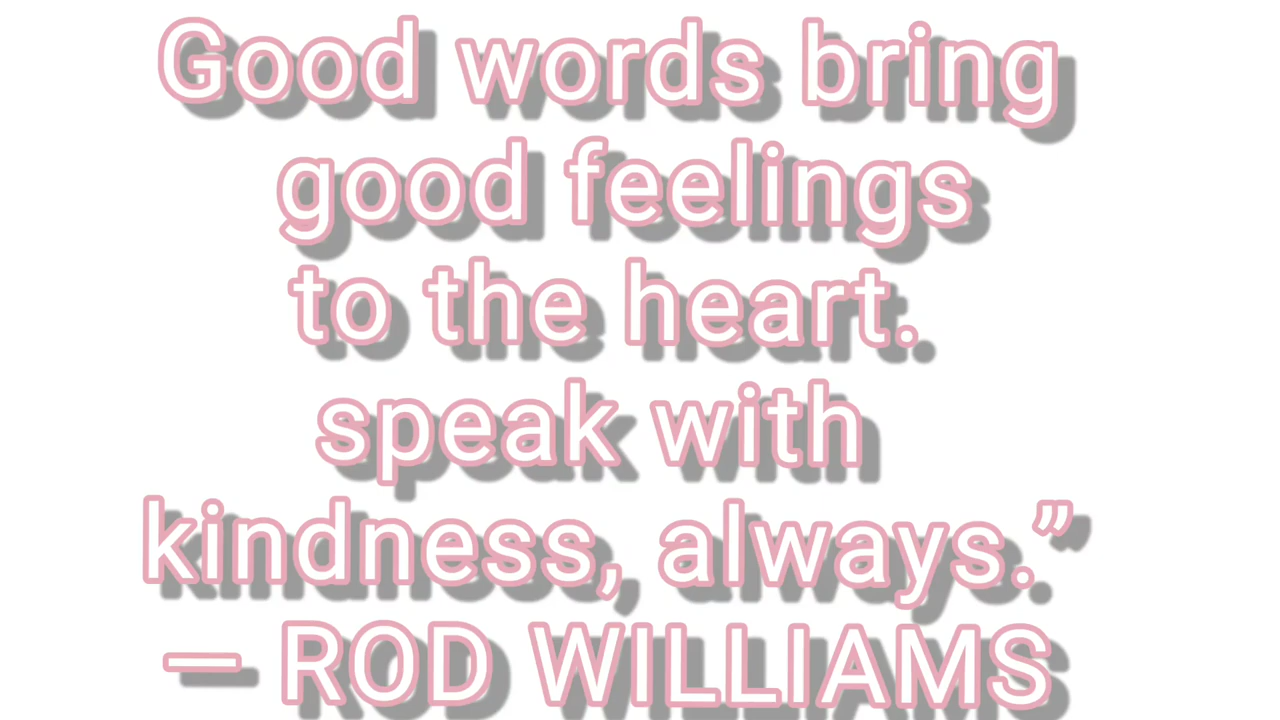 Good words bring
good feelings
to the heart.
speak with
kindness, always.”
— ROD WILLIAMS